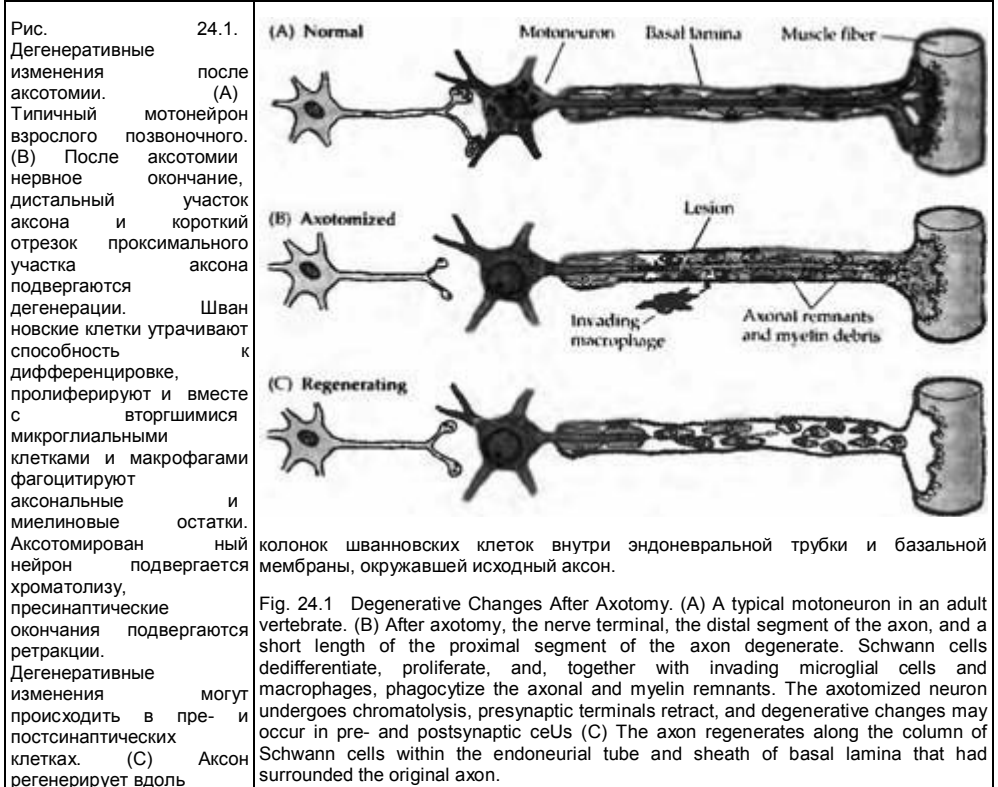 Рис. 24.1.
Дегенеративные
изменения после
аксотомии. (А)
Типичный мотонейрон
взрослого позвоночного.
(В) После аксотомии
нервное окончание,
дистальный участок
аксона и короткий
отрезок проксимального
участка аксона
подвергаются
дегенерации. Шван
новские клетки утрачивают
способность к
дифференцировке,
пролиферируют и вместе
с вторгшимися
микроглиальными
клетками и макрофагами
фагоцитируют
аксональные и
миелиновые остатки.
Аксотомирован ный
нейрон подвергается
хроматолизу,
пресинаптические
окончания подвергаются
ретракции.
Дегенеративные
изменения могут
происходить в пре- и
постсинаптических
клетках. (С) Аксон
регенерирует вдоль
(A) Normal
Motoneuron
Basal lamina
Muscle fiber
(B) Axotomized
Lesion
Invading
macrophage
Axonal remnants
and myelin debris
(C) Regenerating
колонок шванновских клеток внутри эндоневральной трубки и базальной
мембраны, окружавшей исходный аксон.
Fig. 24.1 Degenerative Changes After Axotomy. (A) A typical motoneuron in an adult
vertebrate. (B) After axotomy, the nerve terminal, the distal segment of the axon, and a
short length of the proximal segment of the axon degenerate. Schwann cells
dedifferentiate, proliferate, and, together with invading microglial cells and
macrophages, phagocytize the axonal and myelin remnants. The axotomized neuron
undergoes chromatolysis, presynaptic terminals retract, and degenerative changes may
occur in pre- and postsynaptic ceUs (C) The axon regenerates along the column of
Schwann cells within the endoneurial tube and sheath of basal lamina that had
surrounded the original axon.